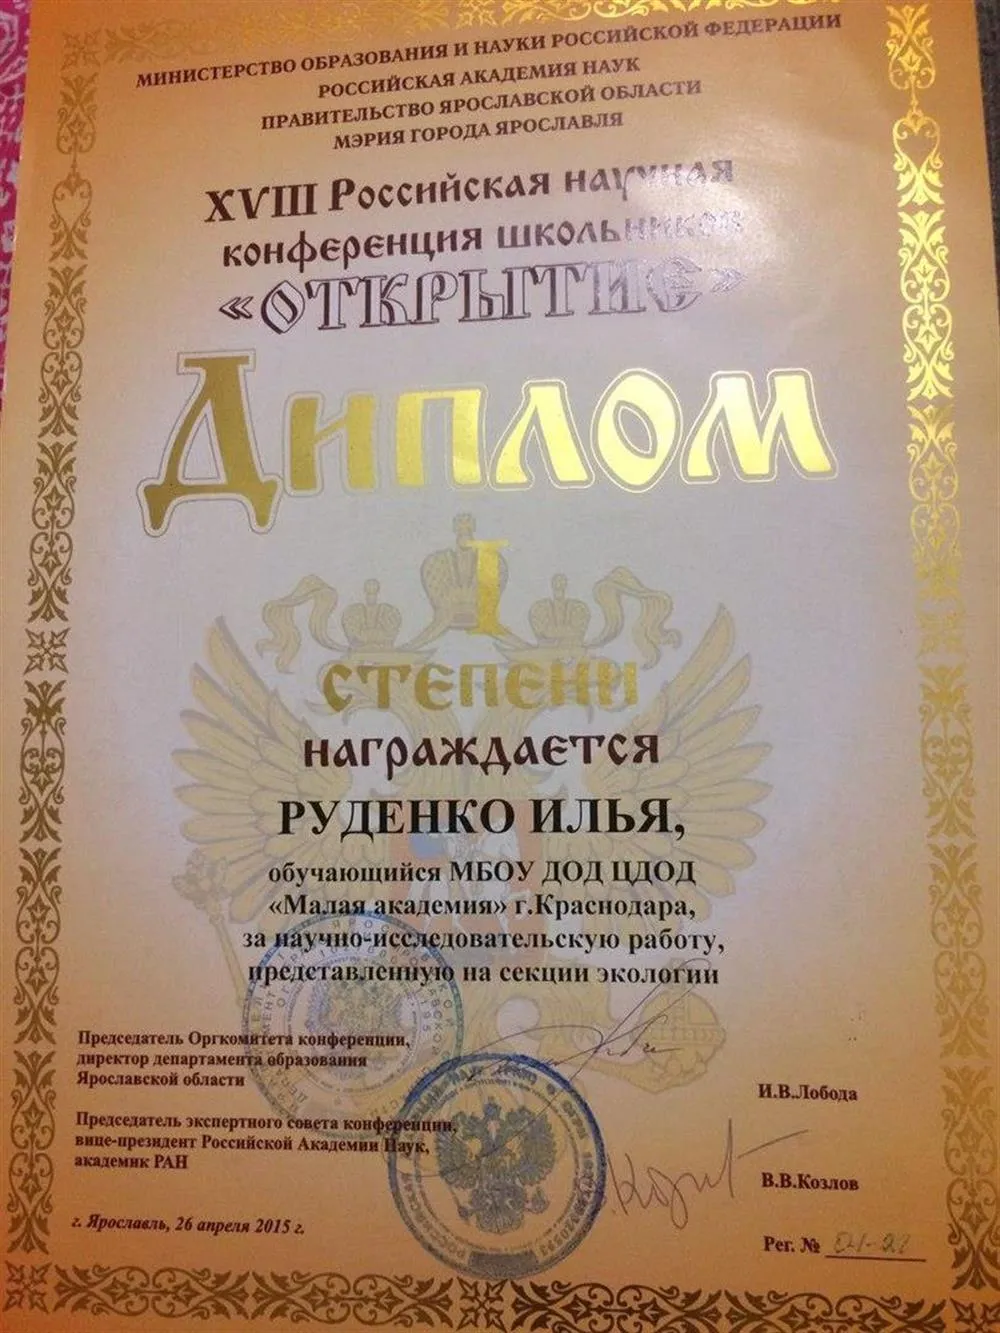 МИНИСТЕРСТВО ОБРАЗОВАНИЯ И НАУКИ РОССИЙСКОЙ ФЕДЕРАЦИИ
РОССИЙСКАЯ АКАДЕМИЯ НАУК
ПРАВИТЕЛЬСТВО ЯРОСЛАВСКОЙ ОБЛАСТИ
МЭРИЯ ГОРОДА ЯРОСЛАВЛЯ
XVIII Российская научная
конференция школьников
«ОТКРЫТИЕ»
Диплом
I
степени
награждается
РУДЕНКО ИЛЬЯ,
обучающийся МБОУ ДОД ЦДОД
«Малая академия» г.Краснодара,
за научно-исследовательскую работу,
представленную на секции экологии
Председатель Оргкомитета конференции,
директор департамента образования
Ярославской области
И.В.Лобода
Председатель экспертного совета конференции,
вице-президент Российской Академии Наук,
академик РАН
В.В.Козлов
г. Ярославль, 26 апреля 2015 г.
Рег. №